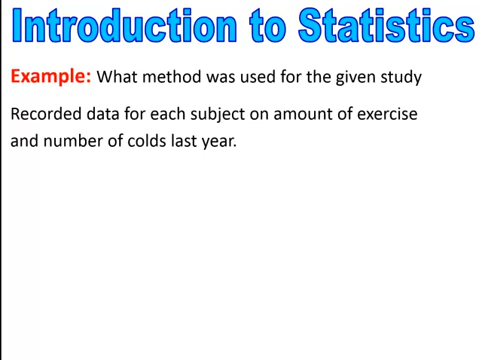 Introduction to Statistics
Example: What method was used for the given study
Recorded data for each subject on amount of exercise
and number of colds last year.